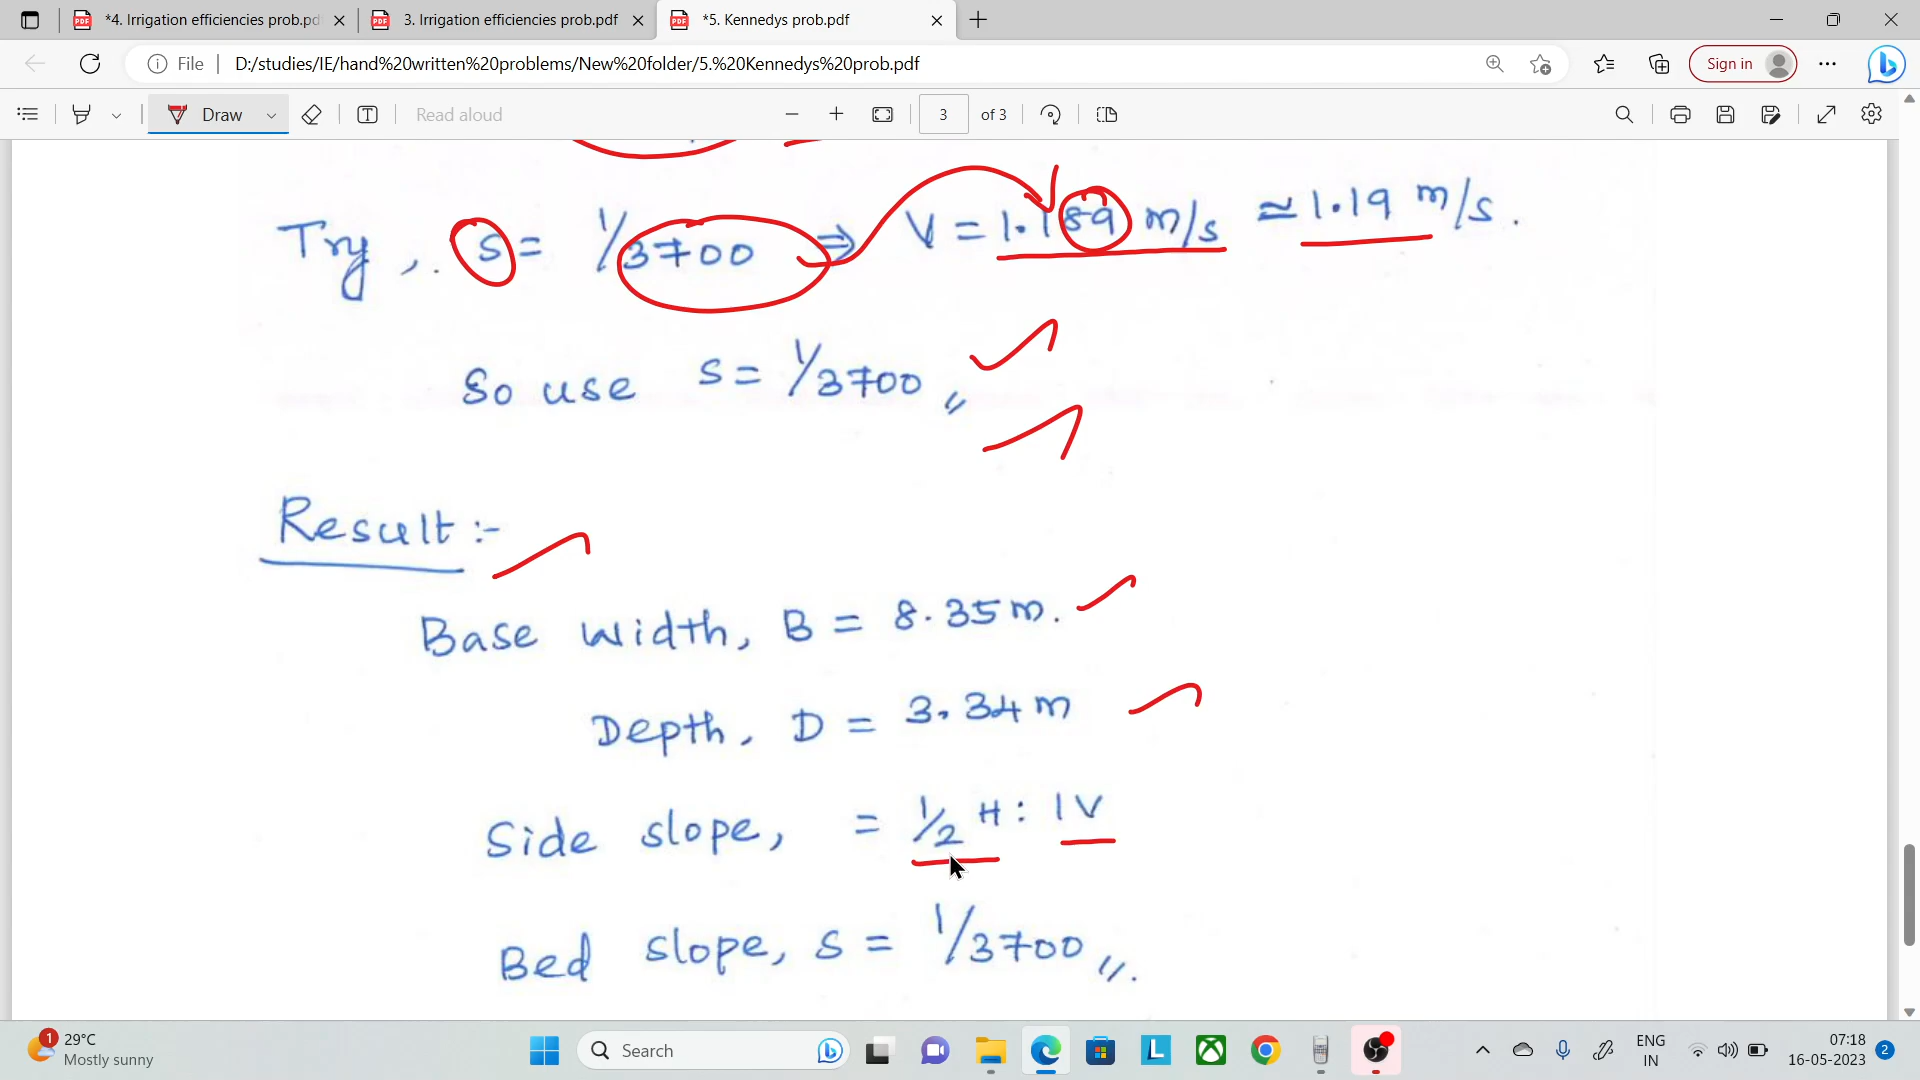 *4. Irrigation efficiencies prob.pd
3. Irrigation efficiencies prob.pdf
*5. Kennedys prob.pdf
File
D:/studies/IE/hand%20written%20problems/New%20folder/5.%20Kennedys%20prob.pdf
Sign in
Draw
Read aloud
3 of 3
Try, . S = 1/3700 ⇒ V = 1.189 m/s ≃ 1.19 m/s.
So use S = 1/3700 〃
Result :-
Base width, B = 8.35 m.
Depth, D = 3.34 m
Side slope, = 1/2 H : 1 V
Bed slope, S = 1/3700 〃.
1
29°C
Mostly sunny
Search
ENG
IN
07:18
16-05-2023
2